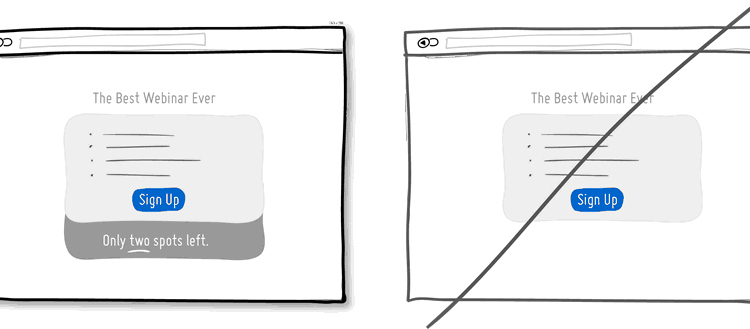 The Best Webinar Ever
Sign Up
Only two spots left.
The Best Webinar Ever
Sign Up